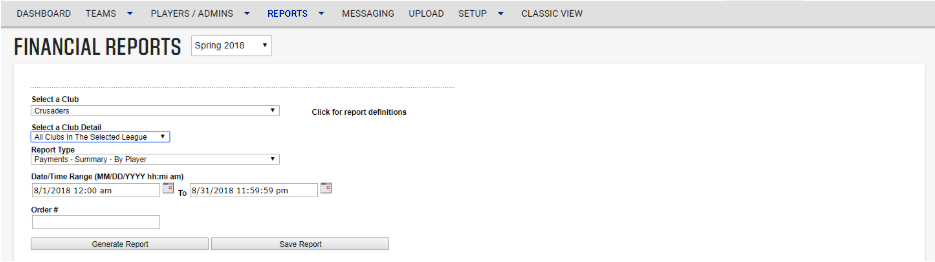 DASHBOARD TEAMS PLAYERS / ADMINS REPORTS MESSAGING UPLOAD SETUP CLASSIC VIEW
FINANCIAL REPORTS Spring 2018
Select a Club
Crusaders Click for report definitions
Select a Club Detail
All Clubs In The Selected League
Report Type
Payments - Summary - By Player
Date/Time Range (MM/DD/YYYY hh:mi am)
8/1/2018 12:00 am To 8/31/2018 11:59:59 pm
Order #
Generate Report Save Report